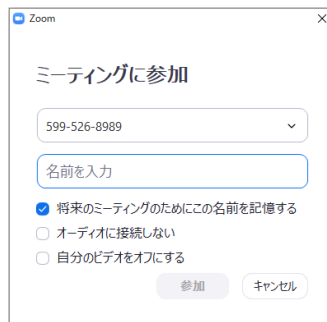 Zoom
ミーティングに参加
599-526-8989
名前を入力
将来のミーティングのためにこの名前を記憶する
オーディオに接続しない
自分のビデオをオフにする
参加 キャンセル